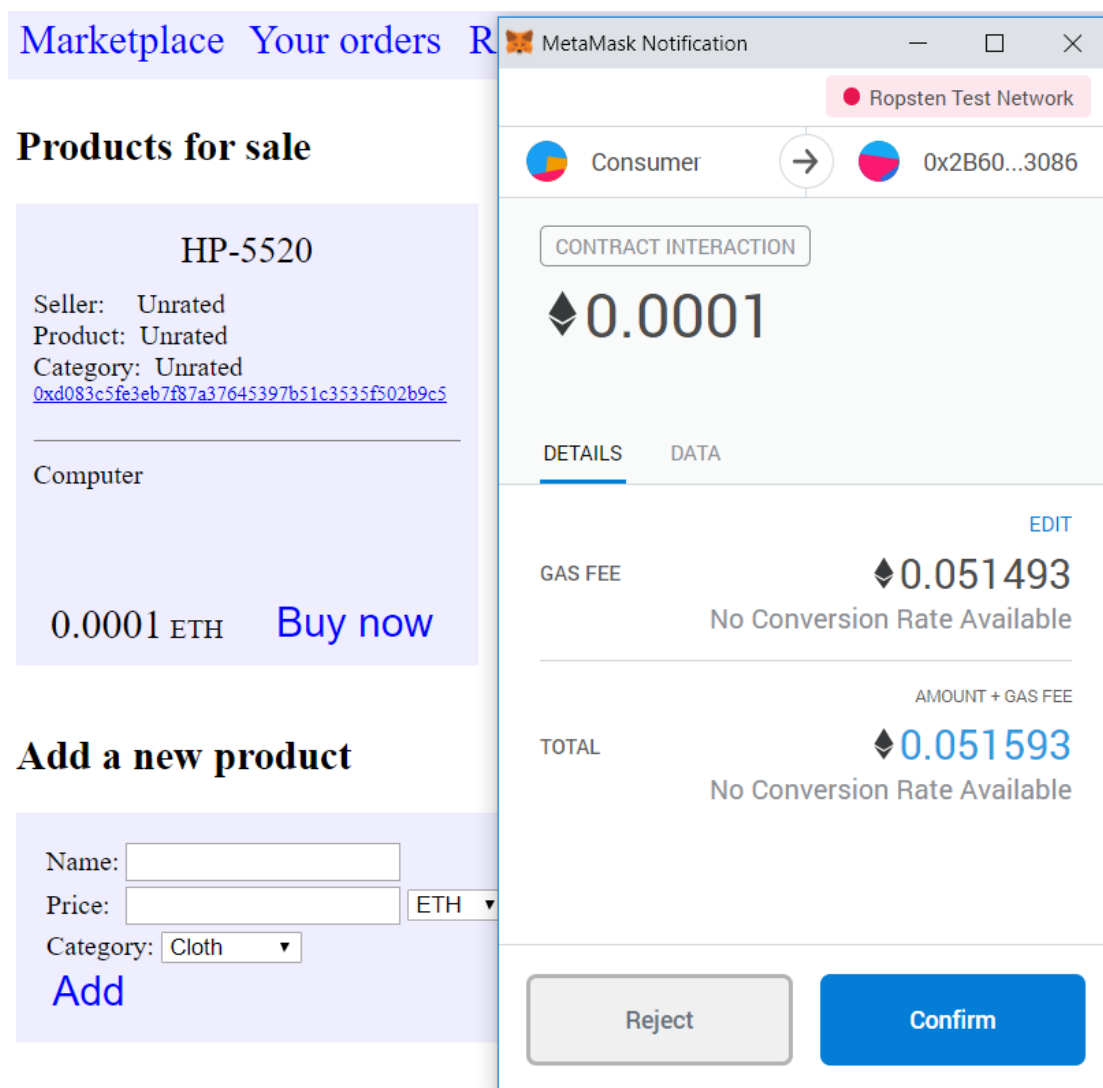 Marketplace Your orders R
Products for sale
HP-5520
Seller: Unrated
Product: Unrated
Category: Unrated
0xd083c5fe3eb7f87a37645397b51c3535f502b9c5
Computer
0.0001 ETH Buy now
Add a new product
Name:
Price: ETH
Category: Cloth
Add
MetaMask Notification
Ropsten Test Network
Consumer 0x2B60...3086
CONTRACT INTERACTION
0.0001
DETAILS DATA
EDIT
GAS FEE 0.051493
No Conversion Rate Available
AMOUNT + GAS FEE
TOTAL 0.051593
No Conversion Rate Available
Reject Confirm